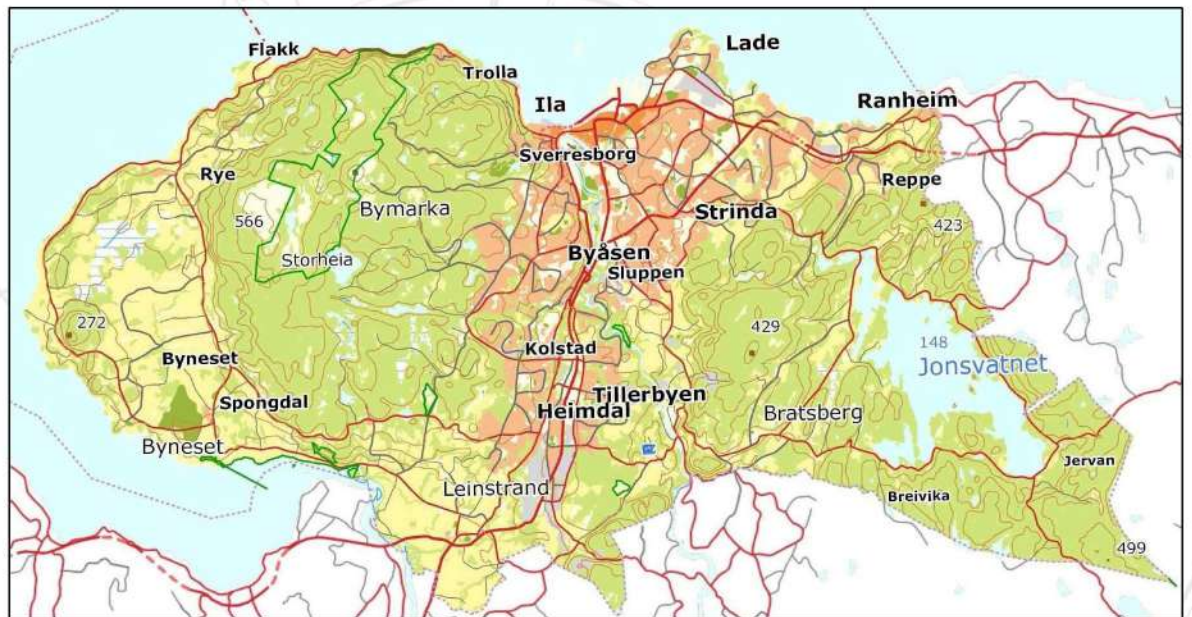 Flakk
Lade
Trolla
Ila
Ranheim
Sverresborg
Rye
Reppe
566
Bymarka
Strinda
423
Storheia
Byåsen
Sluppen
272
429
148
Byneset
Kolstad
Jonsvatnet
Spongdal
Tillerbyen
Heimdal
Bratsberg
Byneset
Jervan
Leinstrand
Breivika
499